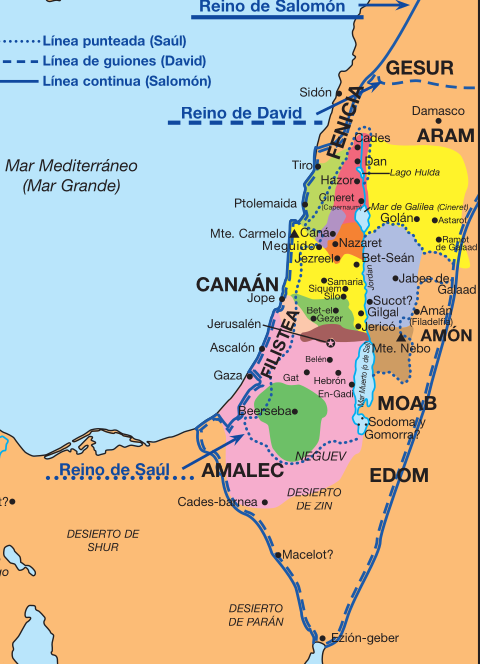 Reino de Salomón
Línea punteada (Saúl)
Línea de guiones (David)
Línea continua (Salomón)
GESUR
Sidón
Reino de David
FENICIA
Damasco
ARAM
Cades
Dan
Lago Hulda
Mar Mediterráneo
(Mar Grande)
Tiro
Hazor
Cineret
(Capernaum)
Ptolemaida
Mar de Galilea (Cineret)
Golán
Astarot
Mte. Carmelo
Caná
Nazaret
Ramot
de Galaad
Meguido
Jezreel
Bet-Seán
CANAÁN
Samaria
Siquem
Silo
Jordán
Jabes de
Galaad
Jope
Sucot?
Bet-el
Gezer
Gilgal
Amán
(Filadelfia)
Jerusalén
Jericó
AMÓN
FILISTEA
Ascalón
Mte. Nebo
Belén
Mar Muerto (o de Sal)
Gaza
Gat
Hebrón
En-Gadi
MOAB
Beerseba
Sodoma y
Gomorra?
NEGUEV
Reino de Saúl
AMALEC
EDOM
DESIERTO
DE ZIN
t?
Cades-barnea
DESIERTO DE
SHUR
Macelot?
DESIERTO
DE PARÁN
Ezión-geber